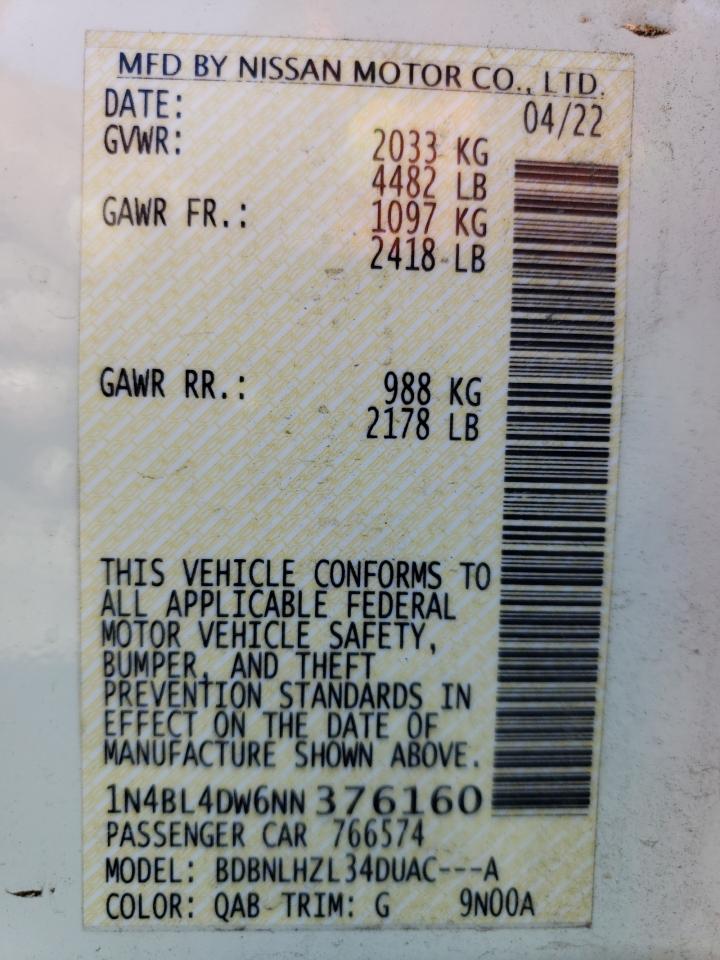 MFD BY NISSAN MOTOR CO., LTD.
DATE: 04/22
GVWR: 2033 KG
4482 LB
GAWR FR.: 1097 KG
2418 LB
GAWR RR.: 988 KG
2178 LB
THIS VEHICLE CONFORMS TO
ALL APPLICABLE FEDERAL
MOTOR VEHICLE SAFETY,
BUMPER, AND THEFT
PREVENTION STANDARDS IN
EFFECT ON THE DATE OF
MANUFACTURE SHOWN ABOVE.
1N4BL4DW6NN376160
PASSENGER CAR 766574
MODEL: BDBNLHZL34DUAC---A
COLOR: QAB TRIM: G 9N00A